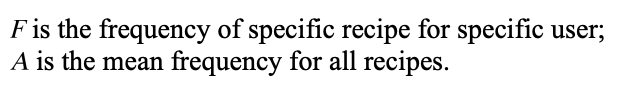 F is the frequency of specific recipe for specific user;
A is the mean frequency for all recipes.